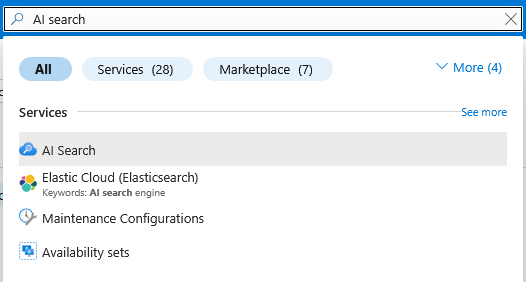 AI search
All
Services (28)
Marketplace (7)
More (4)
Services
See more
AI Search
Elastic Cloud (Elasticsearch)
Keywords: AI search engine
Maintenance Configurations
Availability sets